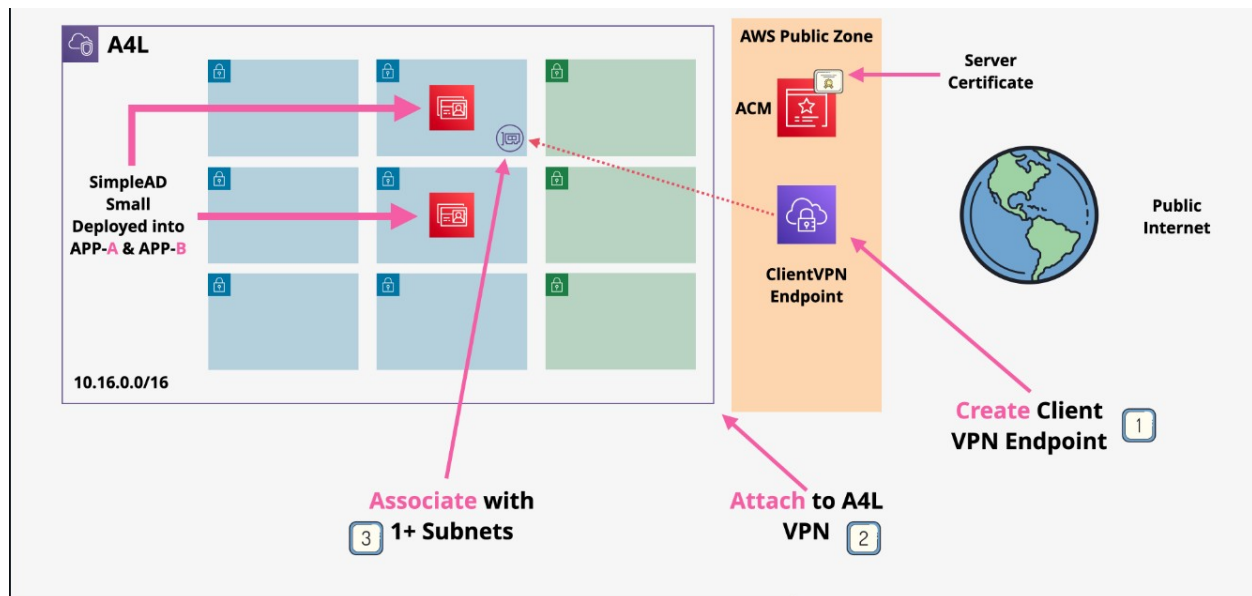 A4L
SimpleAD
Small
Deployed into
APP-A & APP-B
10.16.0.0/16
AWS Public Zone
ACM
Server
Certificate
ClientVPN
Endpoint
Public
Internet
Create Client
VPN Endpoint
1
Attach to A4L
VPN
2
Associate with
1+ Subnets
3